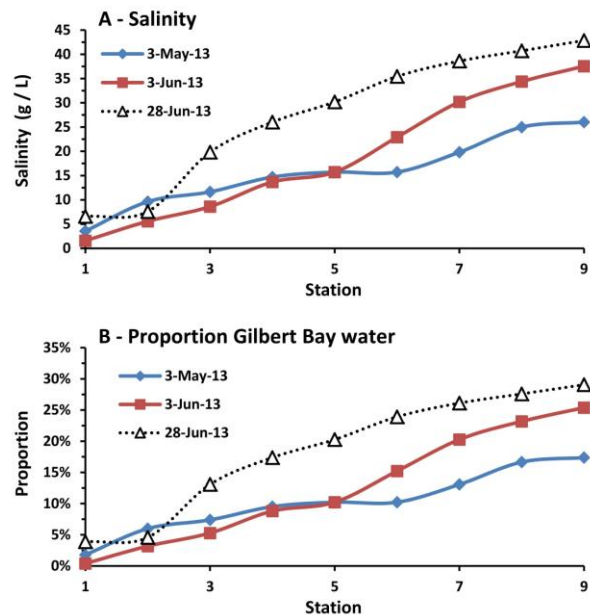 A - Salinity
45
40
35
30
25
20
15
10
5
0
Salinity (g / L)
3-May-13
3-Jun-13
28-Jun-13
1 3 5 7 9
Station
B - Proportion Gilbert Bay water
35%
30%
25%
20%
15%
10%
5%
0%
Proportion
3-May-13
3-Jun-13
28-Jun-13
1 3 5 7 9
Station